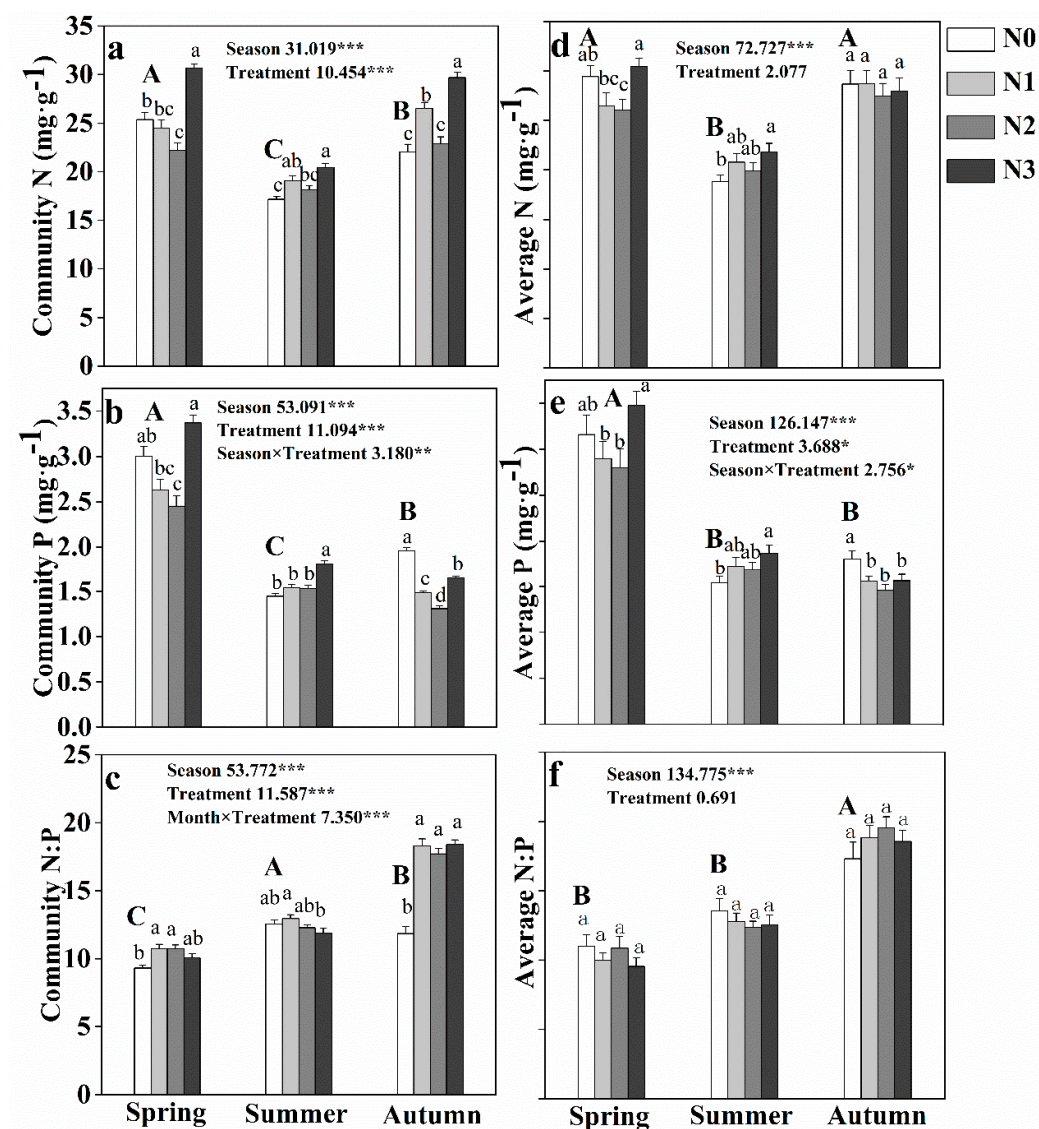 a
Season 31.019***
Treatment 10.454***
Community N (mg·g-1)
35
30
25
20
15
10
5
0
A
b bc c a
C
c ab bc a
B
c b c a
d
Season 72.727***
Treatment 2.077
Average N (mg·g-1)
A
ab bc c a
B
b ab ab a
A
a a a a
N0
N1
N2
N3
b
Season 53.091***
Treatment 11.094***
Season×Treatment 3.180**
Community P (mg·g-1)
3.5
3.0
2.5
2.0
1.5
1.0
0.5
0.0
A
ab bc c a
C
b b b a
B
a c d b
e
Season 126.147***
Treatment 3.688*
Season×Treatment 2.756*
Average P (mg·g-1)
A
ab b b a
B
b ab ab a
B
a b b b
c
Season 53.772***
Treatment 11.587***
Month×Treatment 7.350***
Community N:P
25
20
15
10
5
0
C
b a a ab
A
ab a ab b
B
b a a a
Spring Summer Autumn
f
Season 134.775***
Treatment 0.691
Average N:P
B
a a a a
B
a a a a
A
a a a a
Spring Summer Autumn